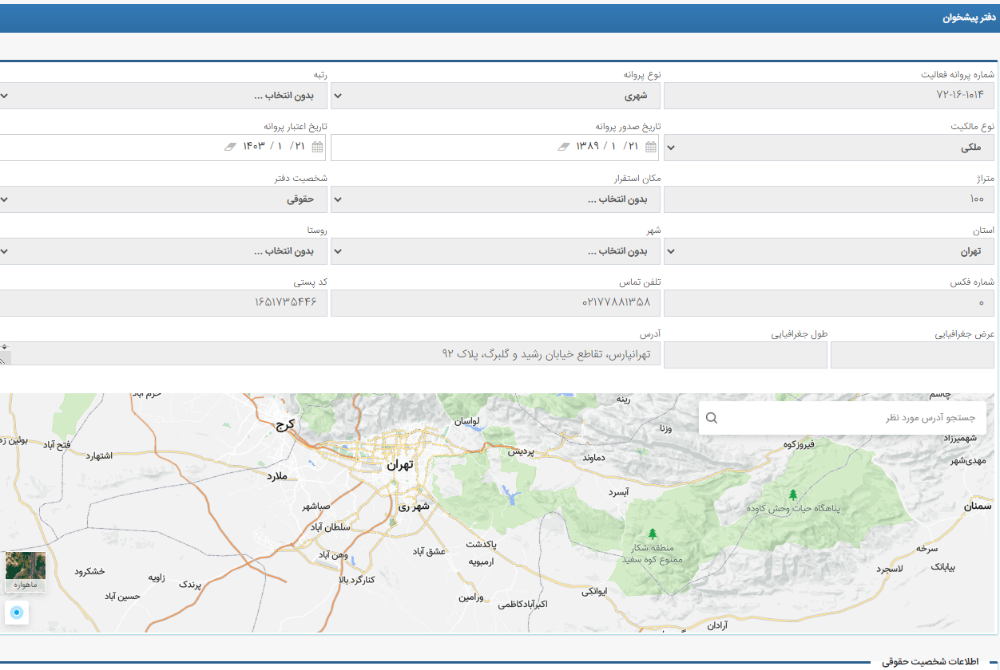 دفتر پیشخوان
شماره پروانه فعالیت نوع پروانه رتبه
۷۲-۱۶-۱۰۱۴ شهری بدون انتخاب ...
نوع مالکیت تاریخ صدور پروانه تاریخ اعتبار پروانه
ملکی ۲۱ / ۱ / ۱۳۸۹ ۲۱ / ۱ / ۱۴۰۳
متراژ مکان استقرار شخصیت دفتر
۱۰۰ بدون انتخاب ... حقوقی
استان شهر روستا
تهران بدون انتخاب ... بدون انتخاب ...
شماره فکس تلفن تماس کد پستی
۰ ۰۲۱۷۷۸۸۱۳۵۸ ۱۶۵۱۷۳۵۴۴۶
عرض جغرافیایی طول جغرافیایی آدرس
تهرانپارس، تقاطع خیابان رشید و گلبرگ، پلاک ۹۲
چاشم
رینه
خرم آباد
جستجو آدرس مورد نظر
لواسان
کرج
وزنا
شهمیرزاد
فیروزکوه
فتح آباد
اشتهارد
پردیس
دماوند
مهدی‌شهر
تهران
ملارد
آبسرد
صباشهر
شهر ری
پناهگاه حیات وحش کاوده
سمنان
سلطان آباد
پاکدشت
منطقه شکار
ممنوع کوه سفید
سرخه
عشق آباد
وهن آباد
ارمبویه
بیابانک
لاسجرد
خشکرود
زاویه
پرندک
کنارگرد بالا
ماهواره
حسین آباد
ورامین
ایوانکی
اکبرآبادکاظمی
آرادان
اطلاعات شخصیت حقوقی